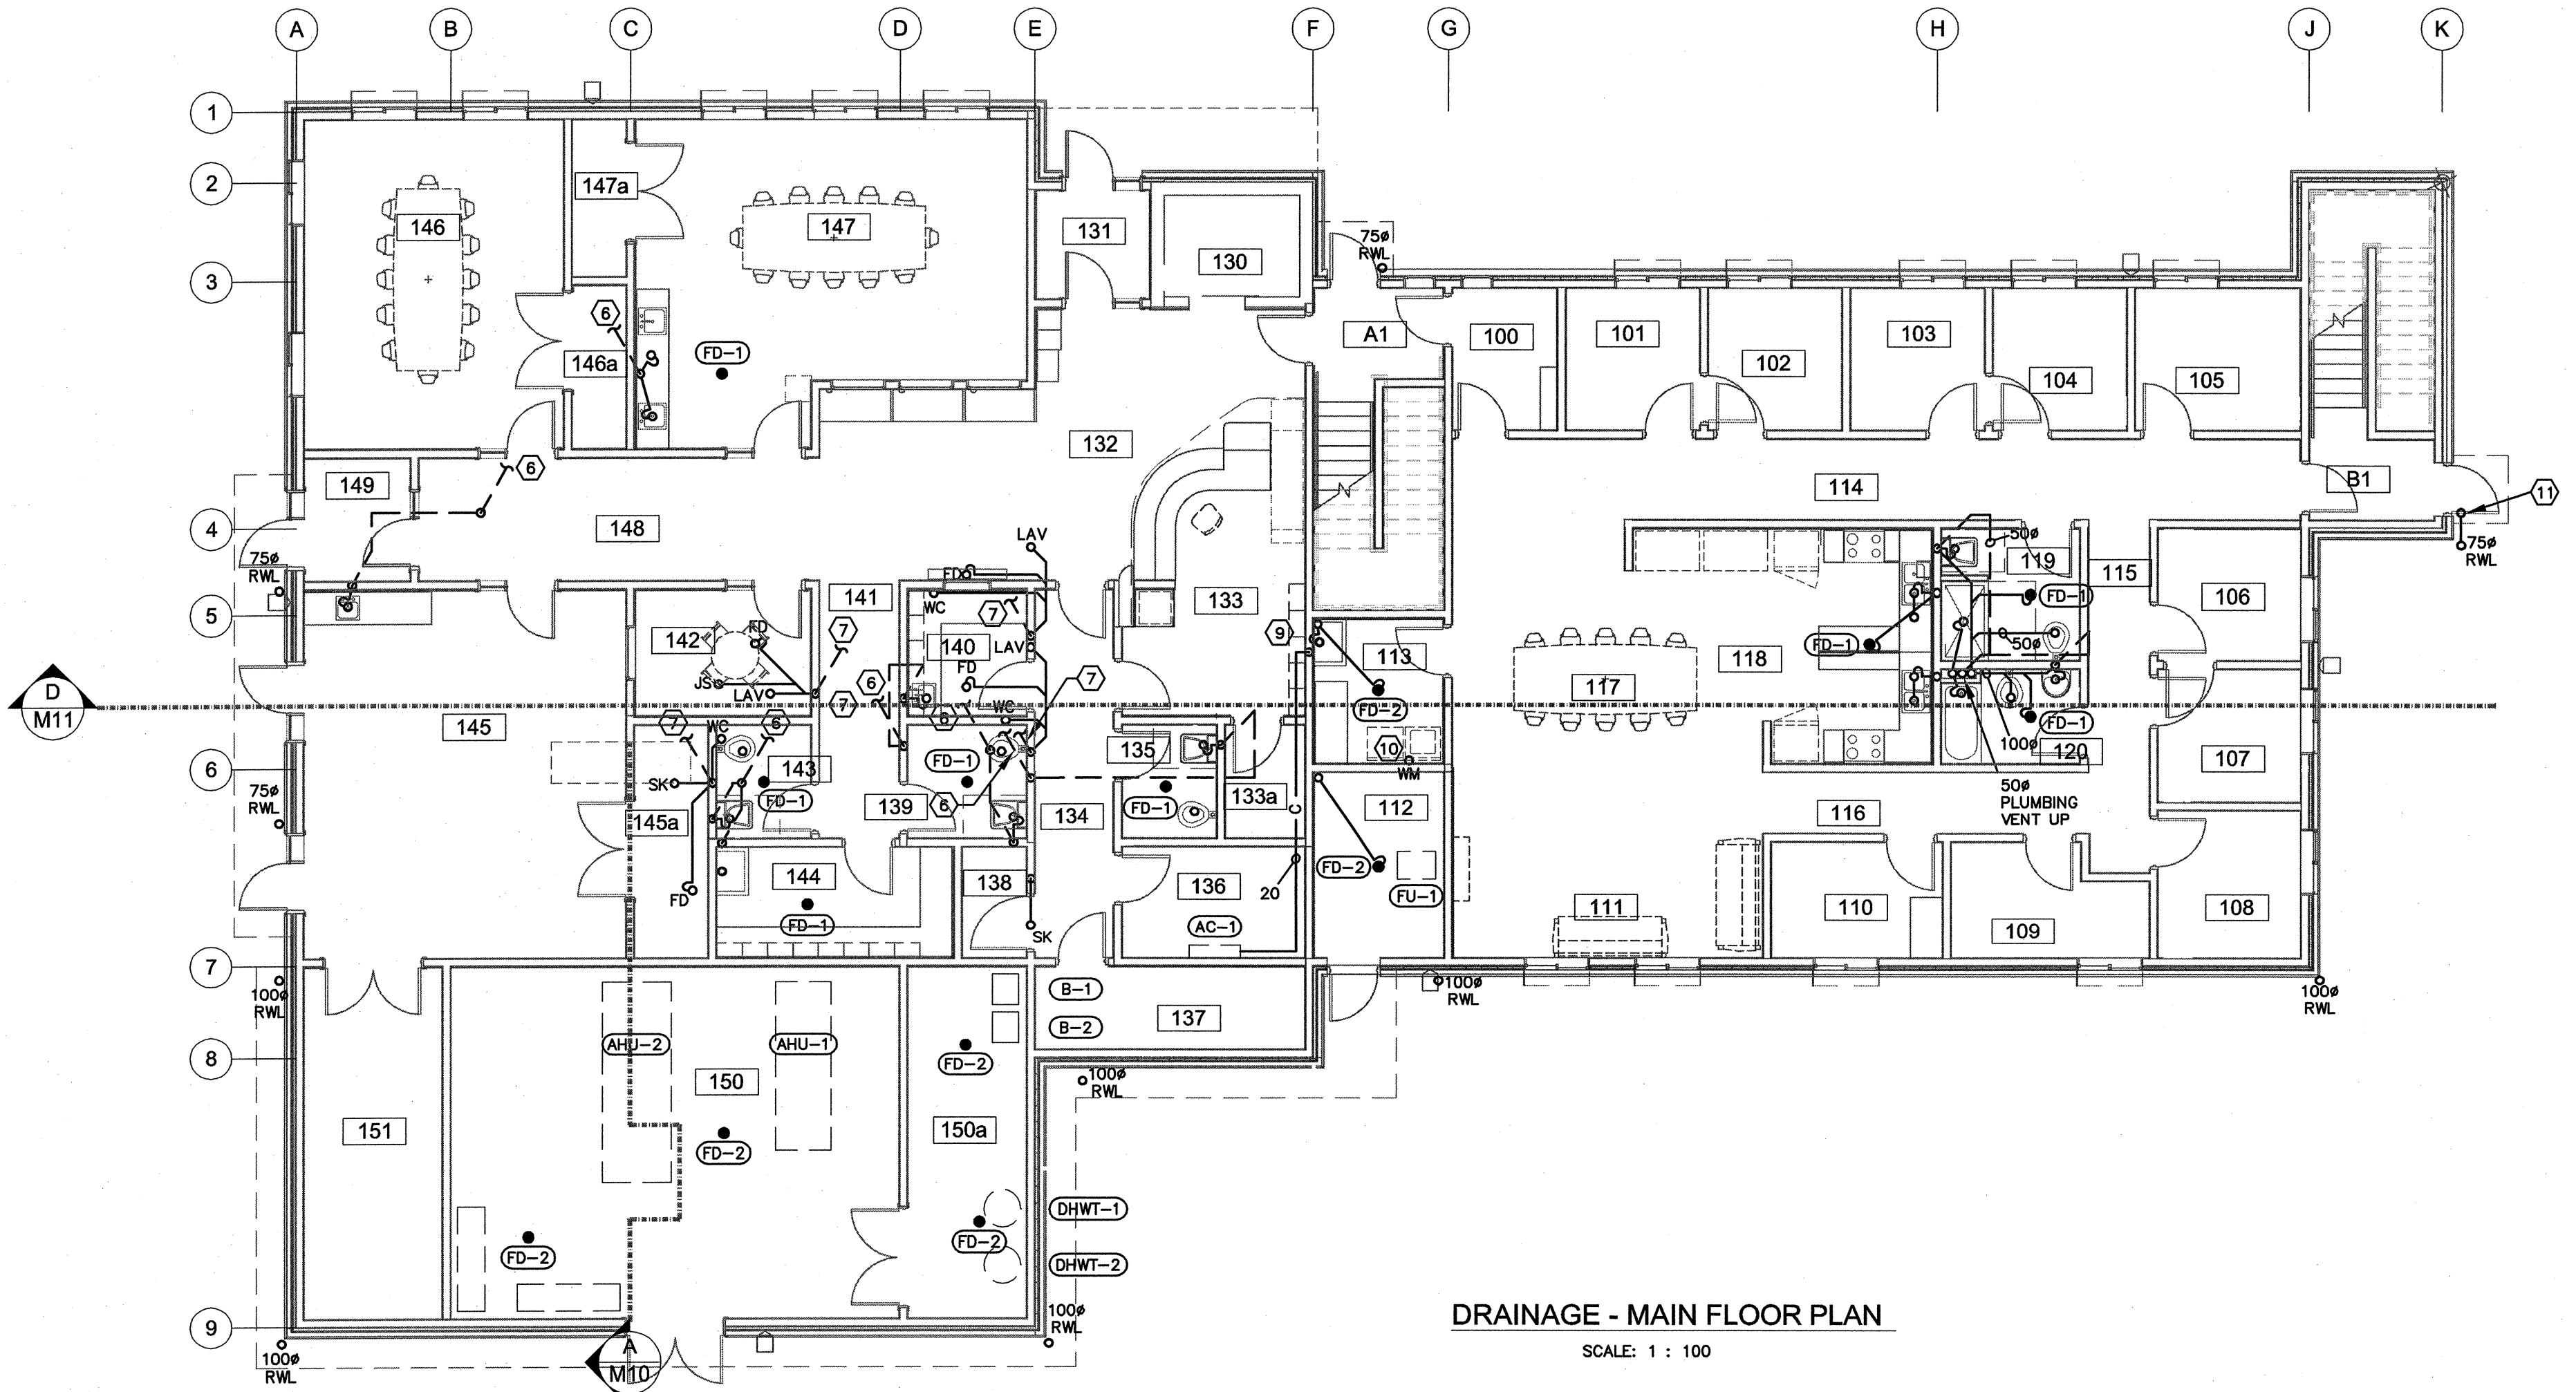 A B C D E F G H J K
1
2
3
4
5
6
7
8
9
147a
146
147
131
130
75ø
RWL
6
FD-1
146a
A1
100
101
102
103
104
105
132
6
149
148
114
B1
11
75ø
RWL
LAV
50ø
119
115
75ø
RWL
FD
WC
141
7
133
FD-1
106
142
FD
7
140
LAV
9
113
FD-1
50ø
118
JS
LAV
6
FD
7
117
D
M11
145
7
WC
6
7
6
WC
135
FD-2
FD-1
100ø
120
10
WM
107
143
FD-1
SK
FD-1
139
6
134
FD-1
133a
C
112
50ø
PLUMBING
VENT UP
116
75ø
RWL
145a
144
FD
FD-1
138
SK
136
20
AC-1
FD-2
FU-1
111
110
109
108
100ø
RWL
B-1
B-2
137
100ø
RWL
100ø
RWL
AHU-2
AHU-1
150
FD-2
100ø
RWL
151
FD-2
150a
FD-2
FD-2
DHWT-1
DHWT-2
100ø
RWL
100ø
RWL
A
M10
DRAINAGE - MAIN FLOOR PLAN
SCALE: 1 : 100